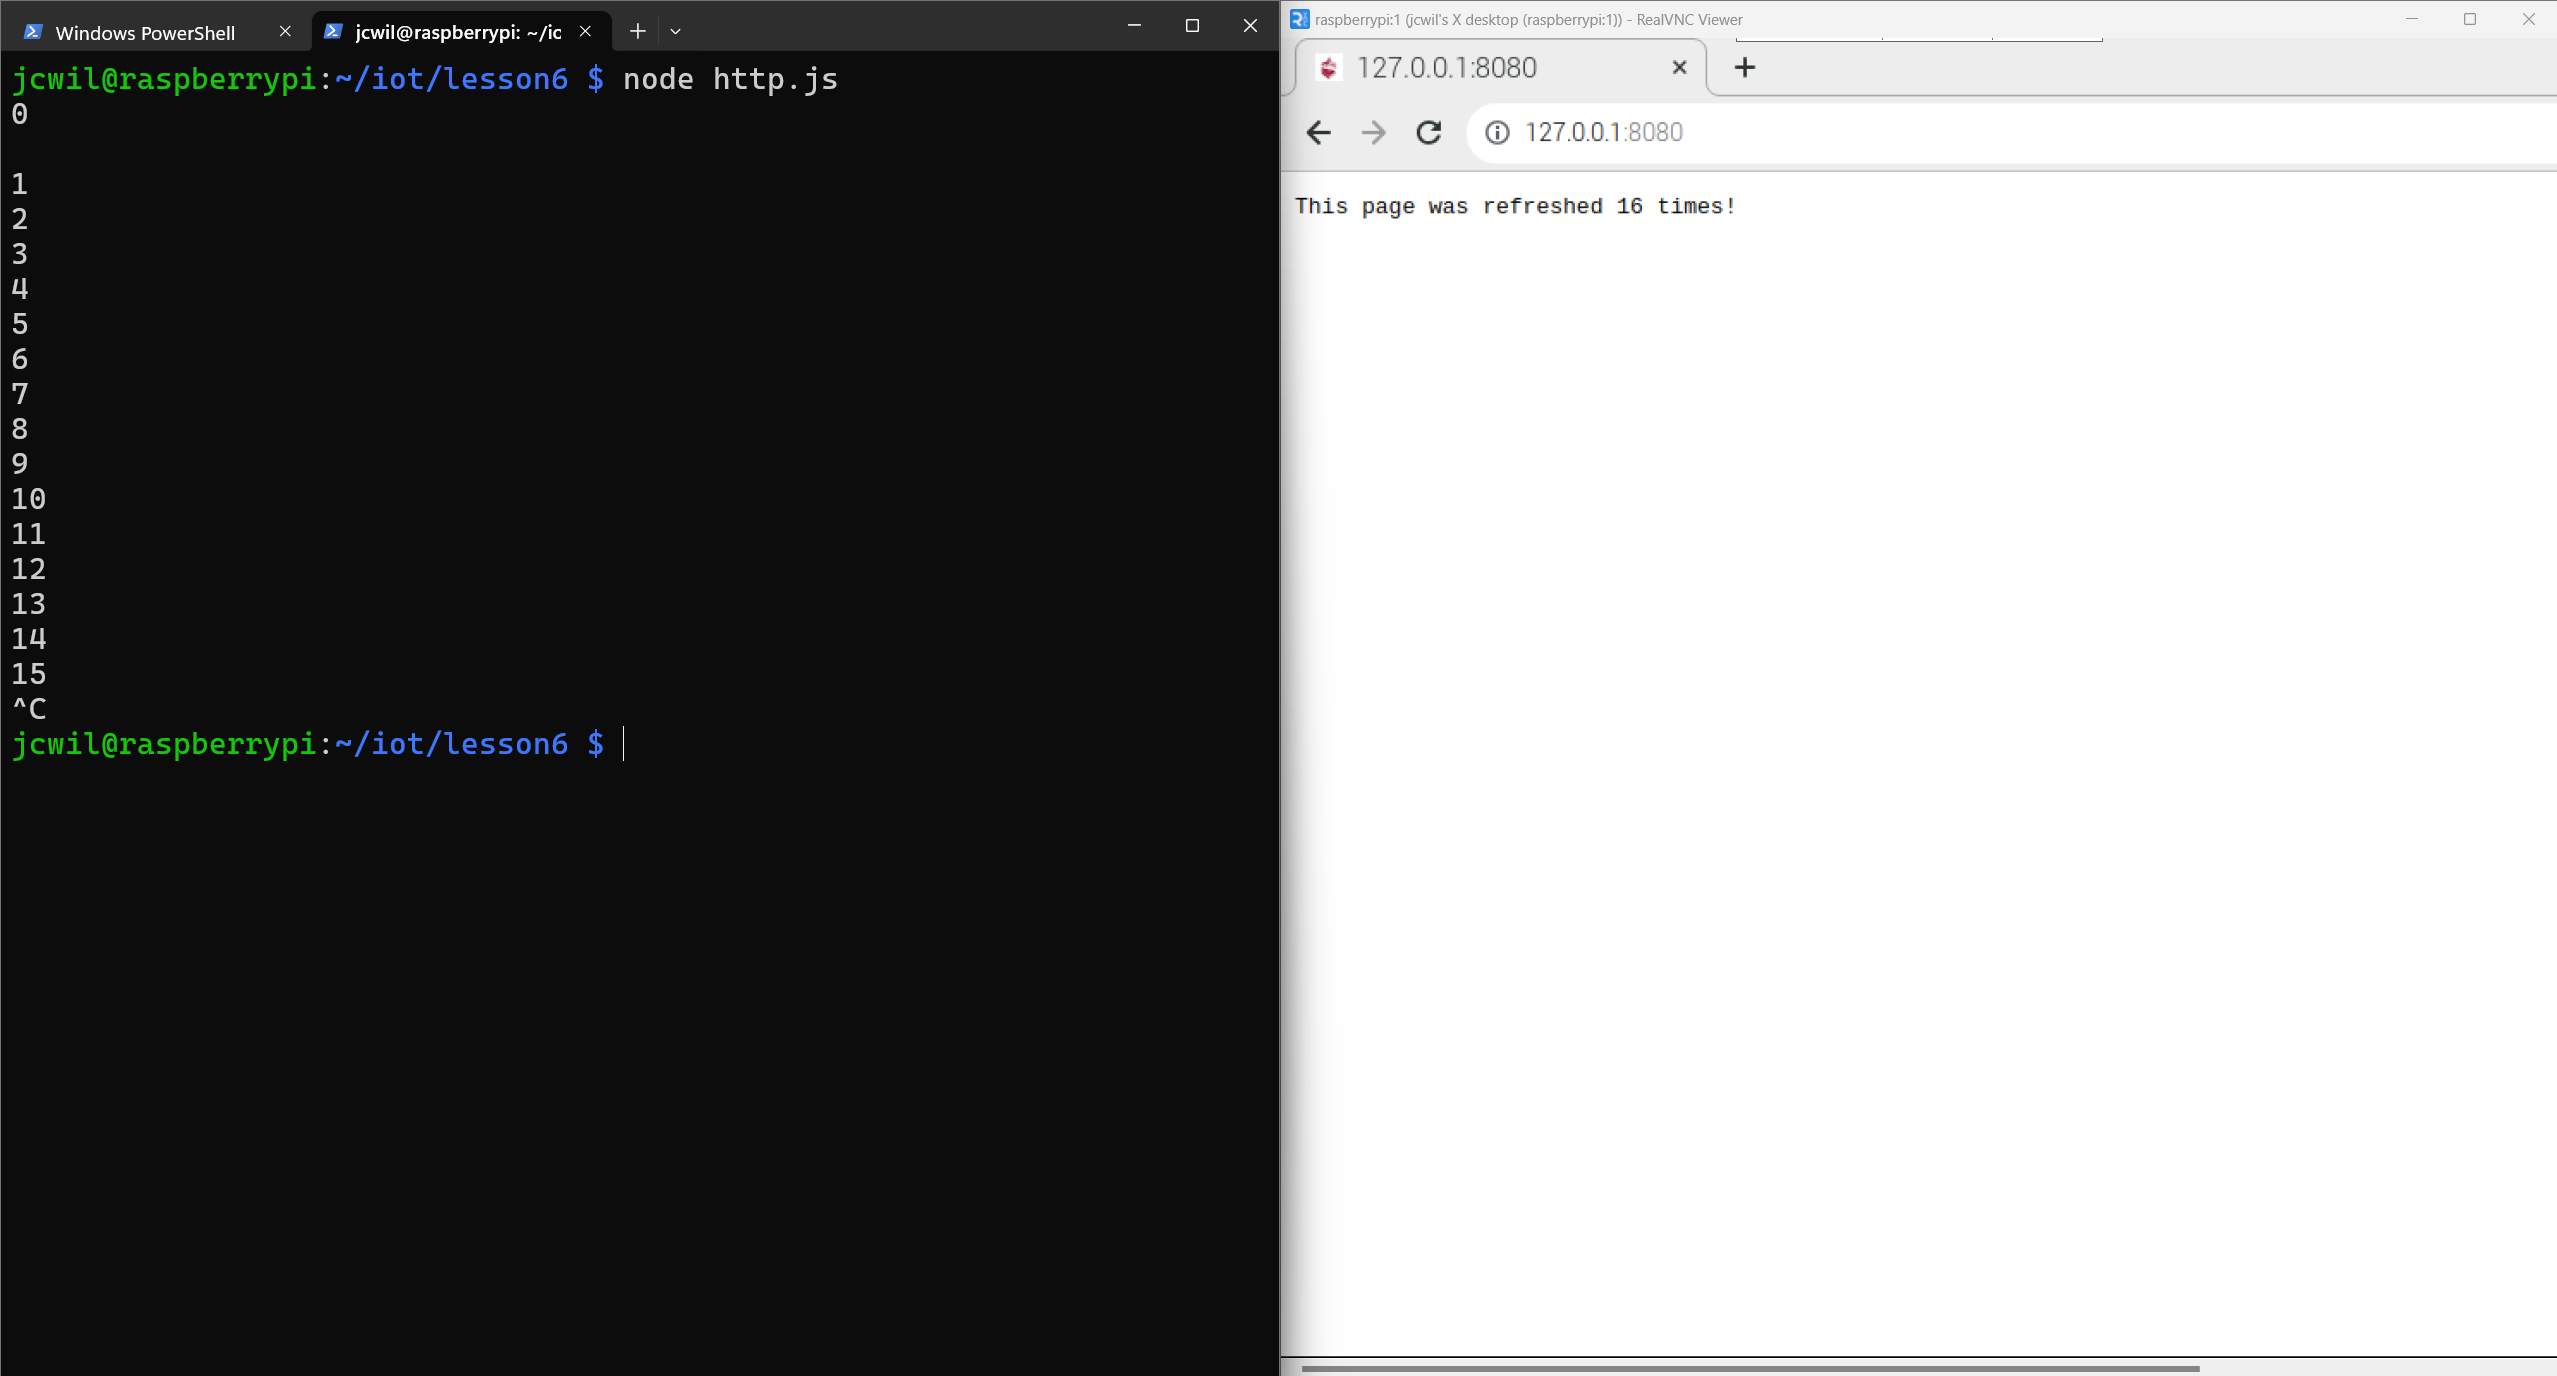 Windows PowerShell
jcwil@raspberrypi: ~/ic
jcwil@raspberrypi:~/iot/lesson6 $ node http.js
0
1
2
3
4
5
6
7
8
9
10
11
12
13
14
15
^C
jcwil@raspberrypi:~/iot/lesson6 $
raspberrypi:1 (jcwil's X desktop (raspberrypi:1)) - RealVNC Viewer
127.0.0.1:8080
127.0.0.1:8080
This page was refreshed 16 times!